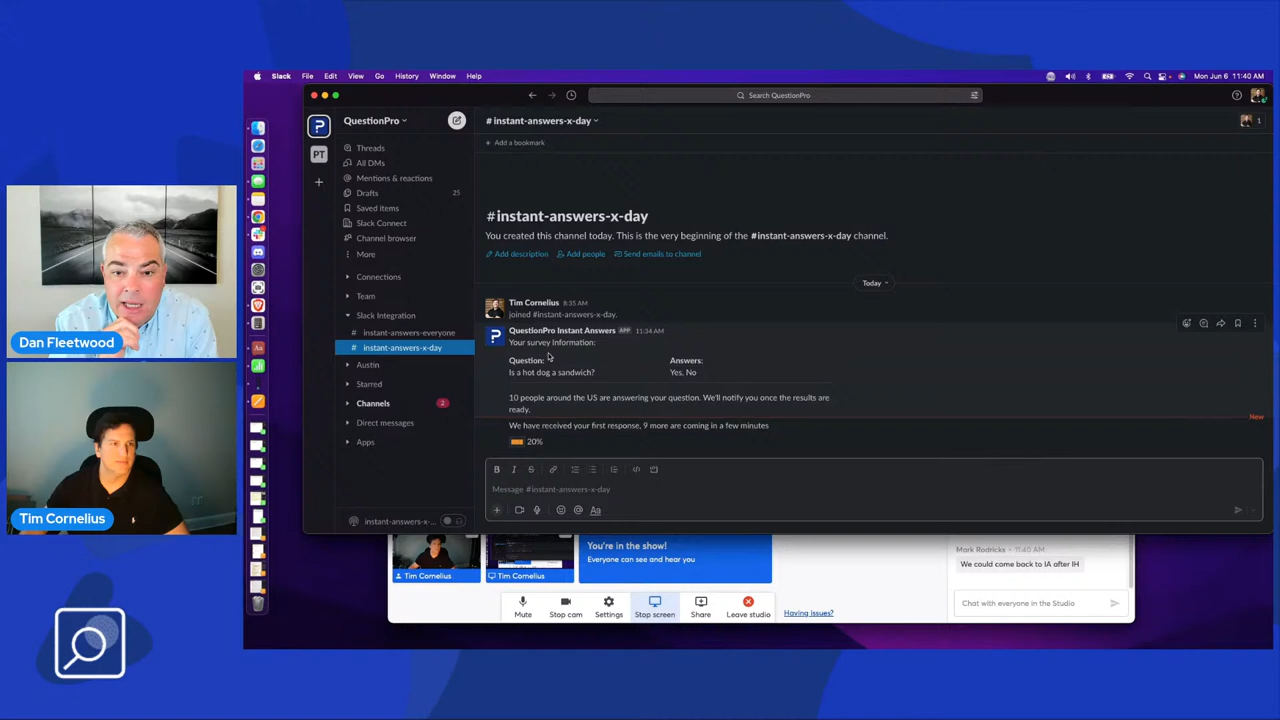 Slack File Edit View Go History Window Help
Mon Jun 6 11:40 AM
Search QuestionPro
QuestionPro
PT
Threads
All DMs
Mentions & reactions
Drafts 25
Saved items
Slack Connect
Channel browser
More
Connections
Team
Slack Integration
# instant-answers-everyone
# instant-answers-x-day
Austin
Starred
Channels 2
Direct messages
Apps
instant-answers-x-...
# instant-answers-x-day
1
+ Add a bookmark
#instant-answers-x-day
You created this channel today. This is the very beginning of the #instant-answers-x-day channel.
Add description Add people Send emails to channel
Today
Tim Cornelius 8:35 AM
joined #instant-answers-x-day.
QuestionPro Instant Answers APP 11:34 AM
Your survey Information:
Question: Answers:
Is a hot dog a sandwich? Yes, No
10 people around the US are answering your question. We'll notify you once the results are
ready.
New
We have received your first response, 9 more are coming in a few minutes
20%
Message #instant-answers-x-day
Dan Fleetwood
Tim Cornelius
Tim Cornelius
Tim Cornelius
You're in the show!
Everyone can see and hear you
Mark Rodricks 11:40 AM
We could come back to IA after IH
Chat with everyone in the Studio
Mute Stop cam Settings Stop screen Share Leave studio
Having issues?